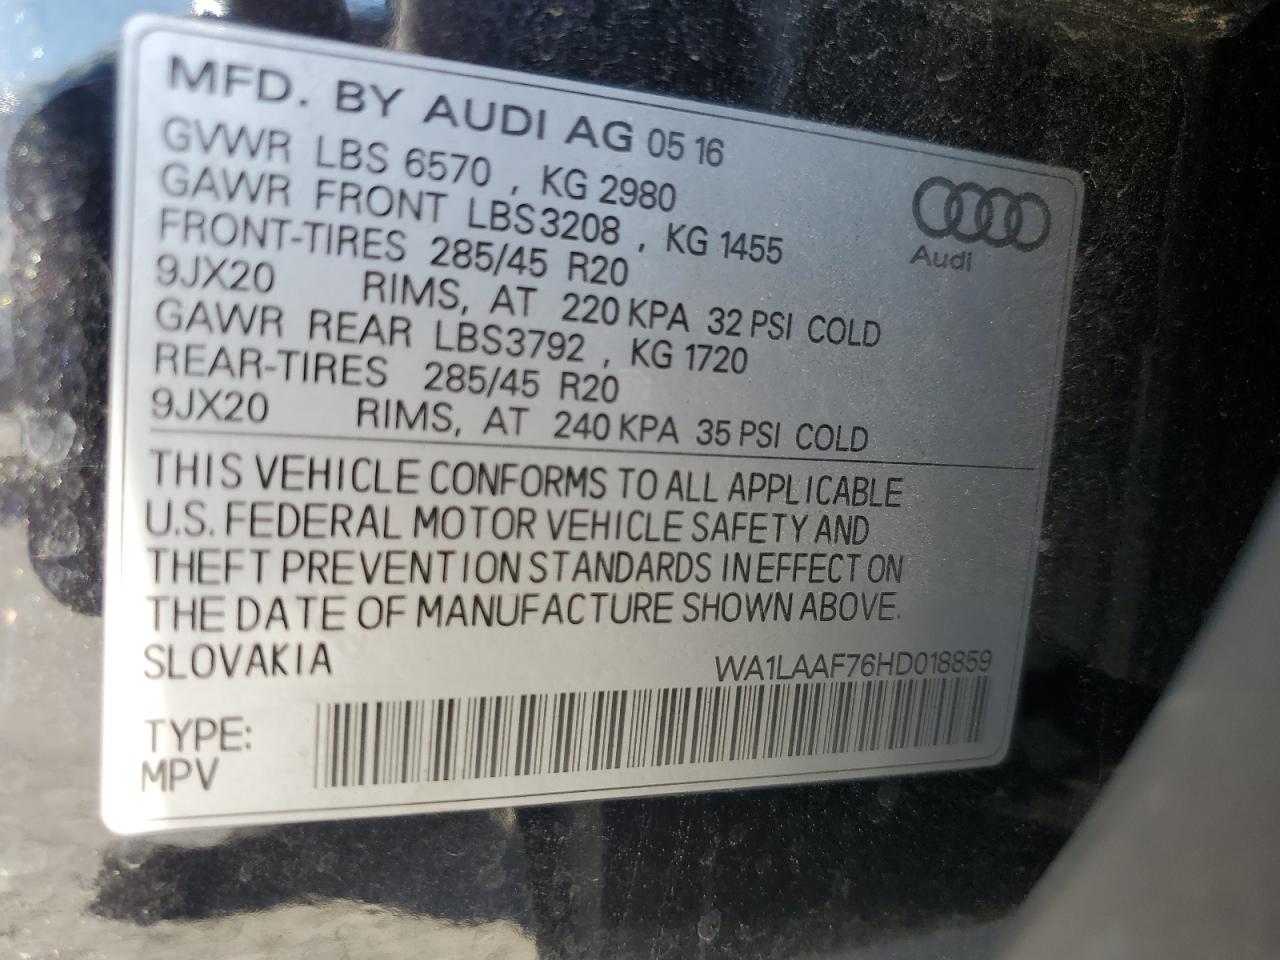 MFD. BY AUDI AG 05 16
GVWR LBS 6570 , KG 2980
GAWR FRONT LBS3208 , KG 1455
FRONT-TIRES 285/45 R20
9JX20 RIMS, AT 220 KPA 32 PSI COLD
GAWR REAR LBS3792 , KG 1720
REAR-TIRES 285/45 R20
9JX20 RIMS, AT 240 KPA 35 PSI COLD
Audi
THIS VEHICLE CONFORMS TO ALL APPLICABLE
U.S. FEDERAL MOTOR VEHICLE SAFETY AND
THEFT PREVENTION STANDARDS IN EFFECT ON
THE DATE OF MANUFACTURE SHOWN ABOVE.
SLOVAKIA WA1LAAF76HD018859
TYPE:
MPV